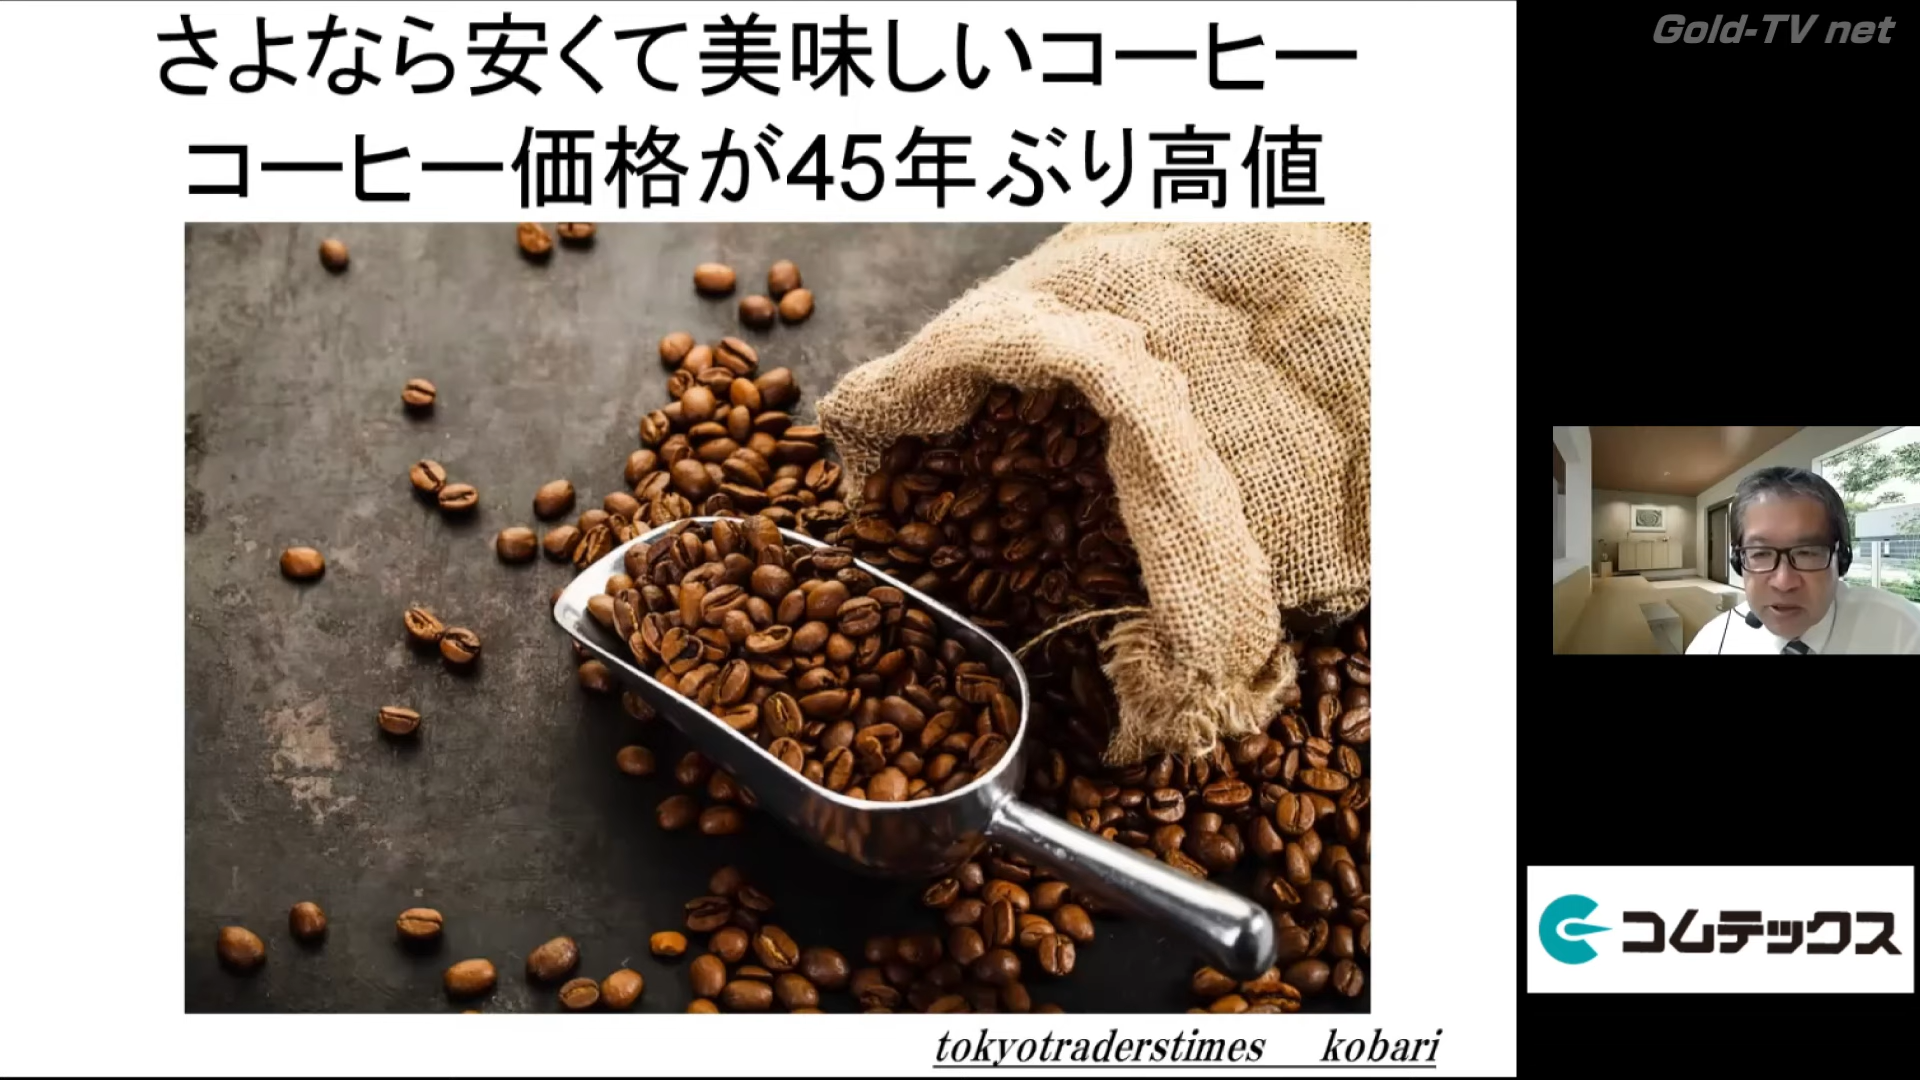 さよなら安くて美味しいコーヒー
コーヒー価格が45年ぶり高値
Gold-TV net
コムテックス
tokyotraderstimes kobari